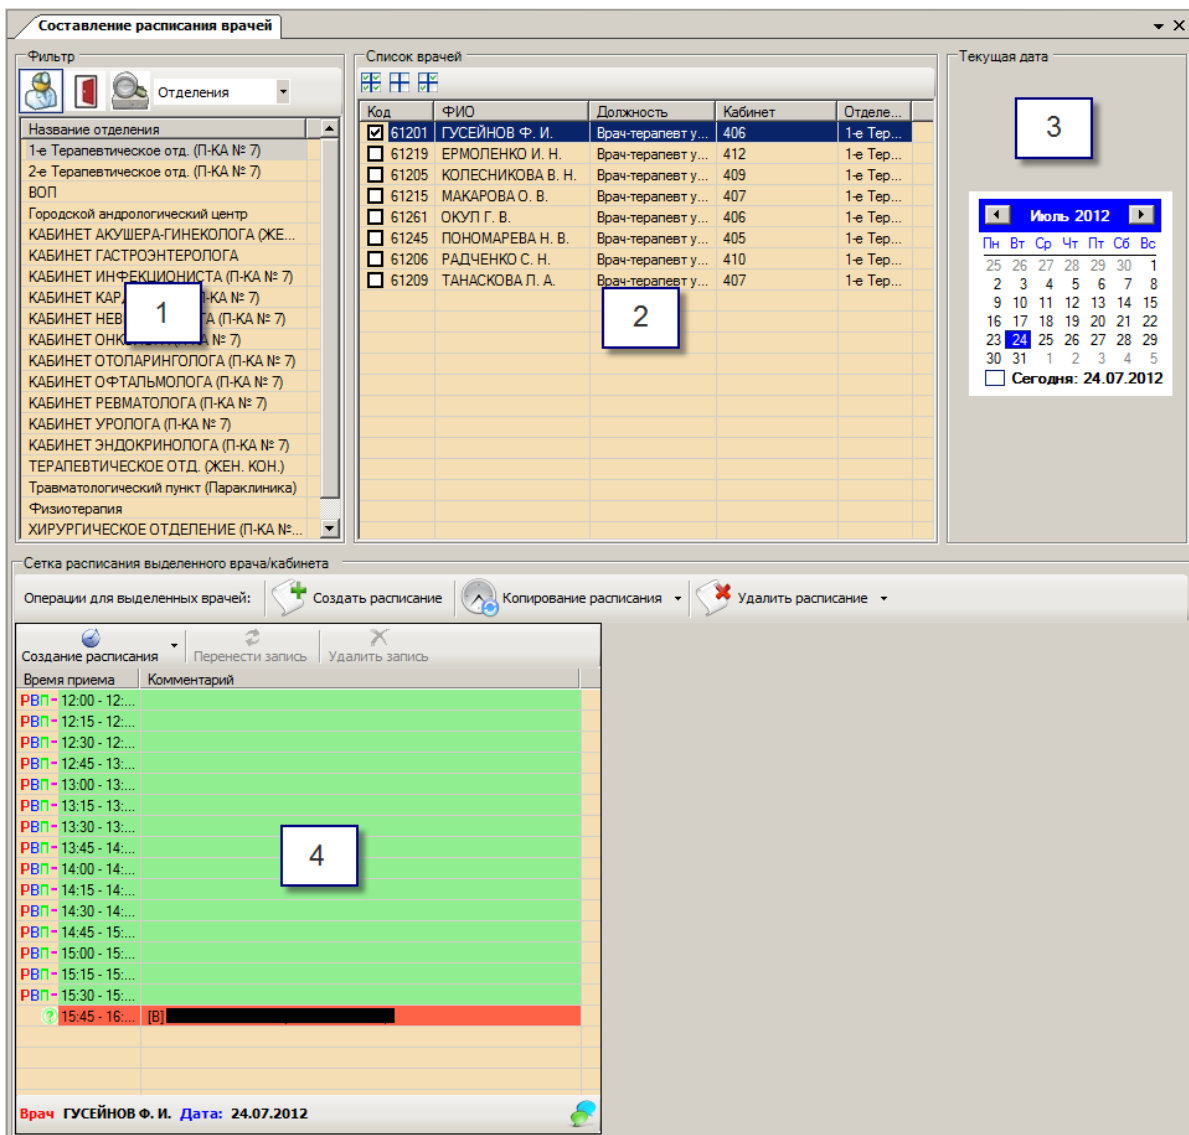 Составление расписания врачей
Фильтр
Отделения
Название отделения
1-е Терапевтическое отд. (П-КА № 7)
2-е Терапевтическое отд. (П-КА № 7)
ВОП
Городской андрологический центр
КАБИНЕТ АКУШЕРА-ГИНЕКОЛОГА (ЖЕ...
КАБИНЕТ ГАСТРОЭНТЕРОЛОГА
КАБИНЕТ ИНФЕКЦИОНИСТА (П-КА № 7)
КАБИНЕТ П-КА № 7)
КАБИНЕТ (П-КА № 7)
КАБИНЕТ № 7)
КАБИНЕТ ОТОЛАРИНГОЛОГА (П-КА № 7)
КАБИНЕТ ОФТАЛЬМОЛОГА (П-КА № 7)
КАБИНЕТ РЕВМАТОЛОГА (П-КА № 7)
КАБИНЕТ УРОЛОГА (П-КА № 7)
КАБИНЕТ ЭНДОКРИНОЛОГА (П-КА № 7)
ТЕРАПЕВТИЧЕСКОЕ ОТД. (ЖЕН. КОН.)
Травматологический пункт (Параклиника)
Физиотерапия
ХИРУРГИЧЕСКОЕ ОТДЕЛЕНИЕ (П-КА №...
1
Список врачей
Код ФИО Должность Кабинет Отделе...
61201 ГУСЕЙНОВ Ф. И. Врач-терапевт у... 406 1-е Тер...
61219 ЕРМОЛЕНКО И. Н. Врач-терапевт у... 412 1-е Тер...
61205 КОЛЕСНИКОВА В. Н. Врач-терапевт у... 409 1-е Тер...
61215 МАКАРОВА О. В. Врач-терапевт у... 407 1-е Тер...
61261 ОКУЛ Г. В. Врач-терапевт у... 406 1-е Тер...
61245 ПОНОМАРЕВА Н. В. Врач-терапевт у... 405 1-е Тер...
61206 РАДЧЕНКО С. Н. Врач-терапевт у... 410 1-е Тер...
61209 ТАНАСКОВА Л. А. Врач-терапевт у... 407 1-е Тер...
2
Текущая дата
3
Июль 2012
Пн Вт Ср Чт Пт Сб Вс
25 26 27 28 29 30 1
2 3 4 5 6 7 8
9 10 11 12 13 14 15
16 17 18 19 20 21 22
23 24 25 26 27 28 29
30 31 1 2 3 4 5
Сегодня: 24.07.2012
Сетка расписания выделенного врача/кабинета
Операции для выделенных врачей: Создать расписание Копирование расписания Удалить расписание
Создание расписания Перенести запись Удалить запись
Время приема Комментарий
РВП- 12:00 - 12:...
РВП- 12:15 - 12:...
РВП- 12:30 - 12:...
РВП- 12:45 - 13:...
РВП- 13:00 - 13:...
РВП- 13:15 - 13:...
РВП- 13:30 - 13:...
РВП- 13:45 - 14:...
РВП- 14:00 - 14:...
РВП- 14:15 - 14:...
РВП- 14:30 - 14:...
РВП- 14:45 - 15:...
РВП- 15:00 - 15:...
РВП- 15:15 - 15:...
РВП- 15:30 - 15:...
? 15:45 - 16:... [В]
4
Врач ГУСЕЙНОВ Ф. И. Дата: 24.07.2012